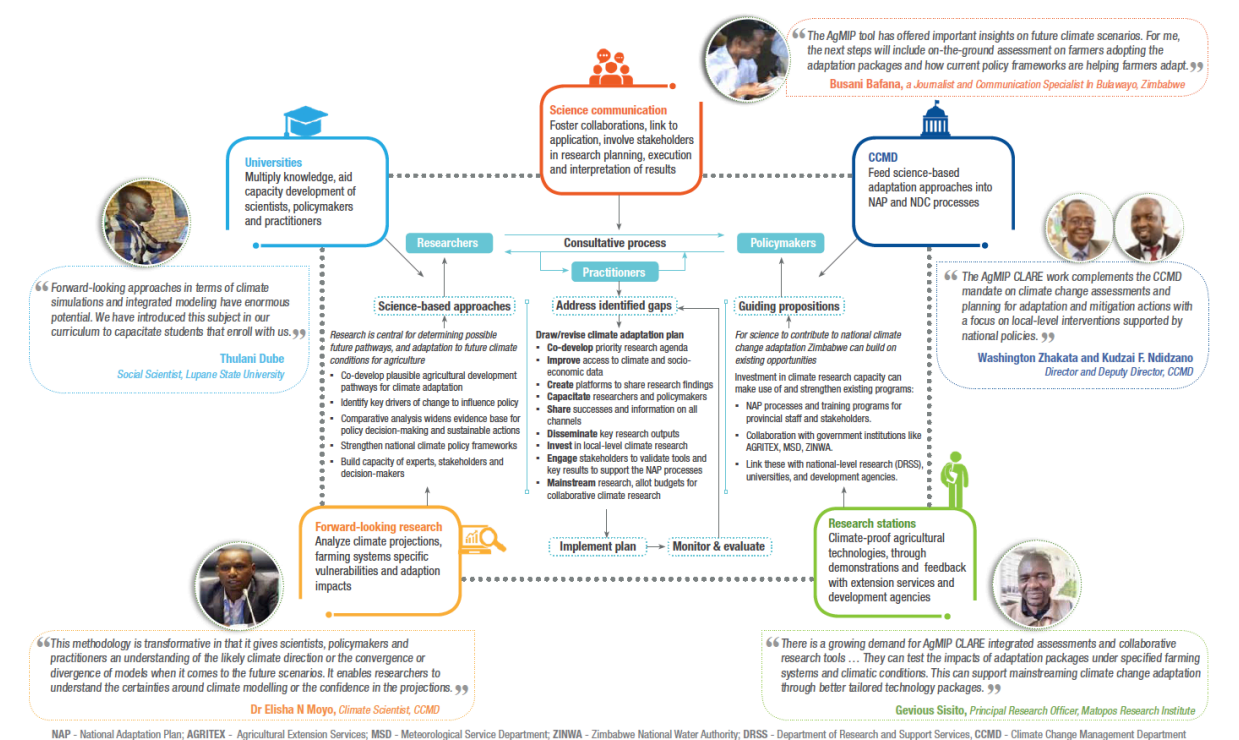 The AgMIP tool has offered important insights on future climate scenarios. For me,
the next steps will include on-the-ground assessment on farmers adopting the
adaptation packages and how current policy frameworks are helping farmers adapt.
Busani Bafana, a Journalist and Communication Specialist In Bulawayo, Zimbabwe
Science communication
Foster collaborations, link to
application, involve stakeholders
in research planning, execution
and interpretation of results
Universities
Multiply knowledge, aid
capacity development of
scientists, policymakers
and practitioners
CCMD
Feed science-based
adaptation approaches into
NAP and NDC processes
Researchers
Consultative process
Policymakers
Practitioners
Forward-looking approaches in terms of climate
simulations and integrated modeling have enormous
potential. We have introduced this subject in our
curriculum to capacitate students that enroll with us.
Thulani Dube
Social Scientist, Lupane State University
The AgMIP CLARE work complements the CCMD
mandate on climate change assessments and
planning for adaptation and mitigation actions with
a focus on local-level interventions supported by
national policies.
Washington Zhakata and Kudzai F. Ndidzano
Director and Deputy Director, CCMD
Science-based approaches
Research is central for determining possible
future pathways, and adaptation to future climate
conditions for agriculture
▪ Co-develop plausible agricultural development
pathways for climate adaptation
▪ Identify key drivers of change to influence policy
▪ Comparative analysis widens evidence base for
policy decision-making and sustainable actions
▪ Strengthen national climate policy frameworks
▪ Build capacity of experts, stakeholders and
decision-makers
Address identified gaps
Draw/revise climate adaptation plan
▪ Co-develop priority research agenda
▪ Improve access to climate and socio-
economic data
▪ Create platforms to share research findings
▪ Capacitate researchers and policymakers
▪ Share successes and information on all
channels
▪ Disseminate key research outputs
▪ Invest in local-level climate research
▪ Engage stakeholders to validate tools and
key results to support the NAP processes
▪ Mainstream research, allot budgets for
collaborative climate research
Guiding propositions
For science to contribute to national climate
change adaptation Zimbabwe can build on
existing opportunities
Investment in climate research capacity can
make use of and strengthen existing programs:
▪ NAP processes and training programs for
provincial staff and stakeholders.
▪ Collaboration with government institutions like
AGRITEX, MSD, ZINWA.
▪ Link these with national-level research (DRSS),
universities, and development agencies.
Implement plan
Monitor & evaluate
Forward-looking research
Analyze climate projections,
farming systems specific
vulnerabilities and adaption
impacts
Research stations
Climate-proof agricultural
technologies, through
demonstrations and feedback
with extension services and
development agencies
This methodology is transformative in that it gives scientists, policymakers and
practitioners an understanding of the likely climate direction or the convergence or
divergence of models when it comes to the future scenarios. It enables researchers to
understand the certainties around climate modelling or the confidence in the projections.
Dr Elisha N Moyo, Climate Scientist, CCMD
There is a growing demand for AgMIP CLARE integrated assessments and collaborative
research tools … They can test the impacts of adaptation packages under specified farming
systems and climatic conditions. This can support mainstreaming climate change adaptation
through better tailored technology packages.
Gevious Sisito, Principal Research Officer, Matopos Research Institute
NAP - National Adaptation Plan; AGRITEX - Agricultural Extension Services; MSD - Meteorological Service Department; ZINWA - Zimbabwe National Water Authority; DRSS - Department of Research and Support Services, CCMD - Climate Change Management Department